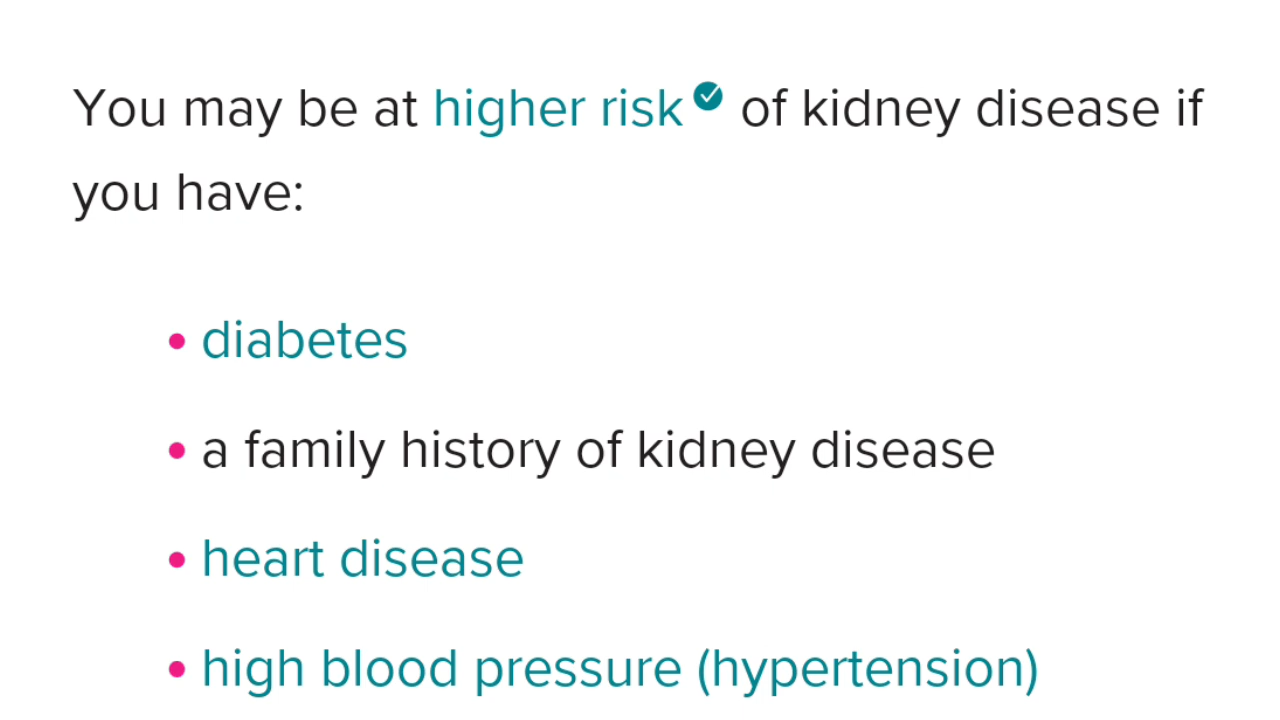 You may be at higher risk of kidney disease if
you have:
• diabetes
• a family history of kidney disease
• heart disease
• high blood pressure (hypertension)